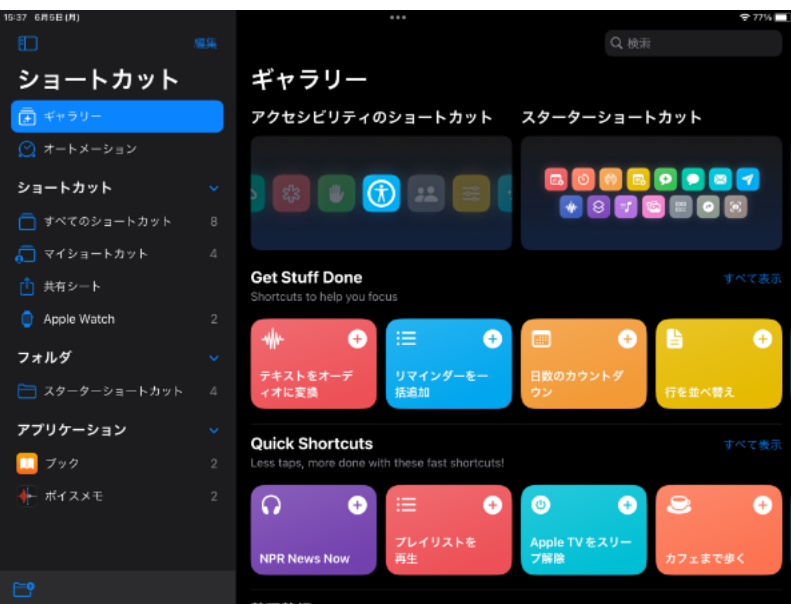 15:37 6月5日(月)
77%
編集
ショートカット
ギャラリー
オートメーション
ショートカット
すべてのショートカット 8
マイショートカット 4
共有シート
Apple Watch 2
フォルダ
スターターショートカット 4
アプリケーション
ブック 2
ボイスメモ 2
検索
ギャラリー
アクセシビリティのショートカット
スターターショートカット
Get Stuff Done
すべて表示
Shortcuts to help you focus
テキストをオーデ
ィオに変換
リマインダーを一
括追加
日数のカウントダ
ウン
行を並べ替え
Quick Shortcuts
すべて表示
Less taps, more done with these fast shortcuts!
NPR News Now
プレイリストを
再生
Apple TV をスリー
プ解除
カフェまで歩く